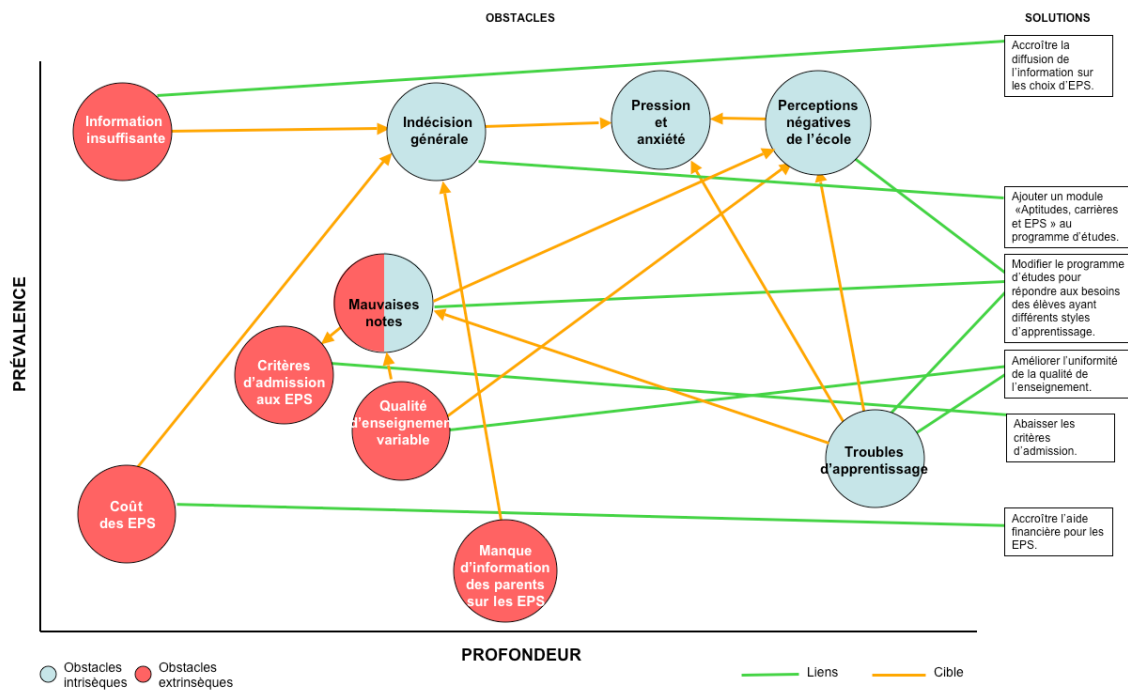 OBSTACLES
SOLUTIONS
Accroître la
diffusion de
l'information sur
les choix d'EPS.
Information
insuffisante
Indécision
générale
Pression
et
anxiété
Perceptions
négatives
de l'école
Ajouter un module
«Aptitudes, carrières
et EPS » au
programme d'études.
Modifier le programme
d'études pour
répondre aux besoins
des élèves ayant
différents styles
d'apprentissage.
Mauvaises
notes
Critères
d'admission
aux EPS
Améliorer l'uniformité
de la qualité de
l'enseignement.
Qualité
d'enseignement
variable
Abaisser les
critères
d'admission.
Troubles
d'apprentissage
Coût
des EPS
Accroître l'aide
financière pour les
EPS.
Manque
d'information
des parents
sur les EPS
PRÉVALENCE
PROFONDEUR
Obstacles
intrisèques
Obstacles
extrinsèques
Liens
Cible